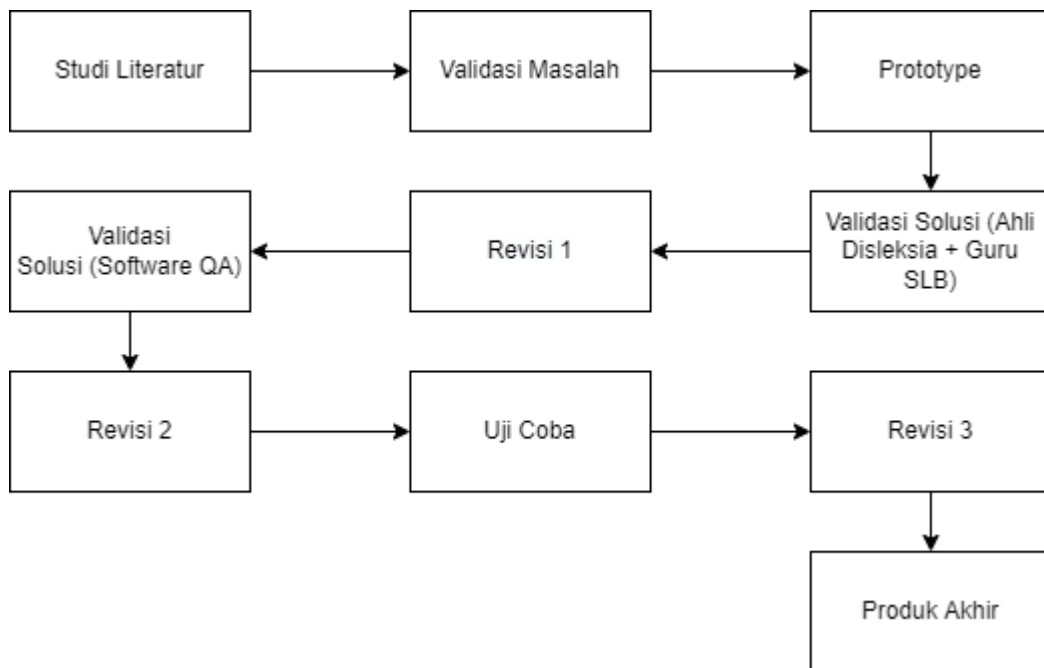 Studi Literatur
Validasi Masalah
Prototype
Validasi Solusi (Ahli
Disleksia + Guru
SLB)
Revisi 1
Validasi
Solusi (Software QA)
Revisi 2
Uji Coba
Revisi 3
Produk Akhir